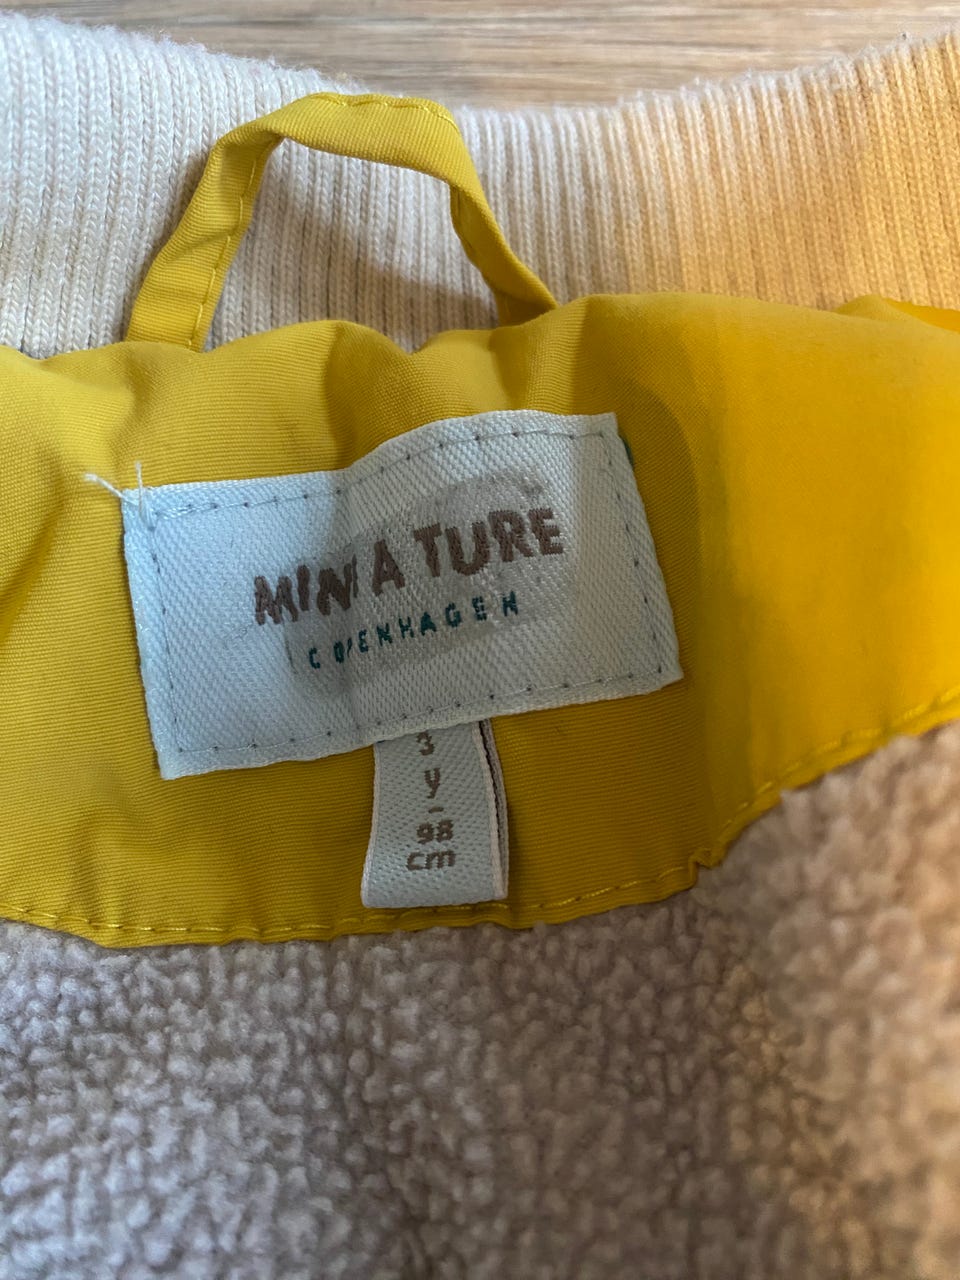 MINI A TURE
COPENHAGEN
3
y
-
98
cm